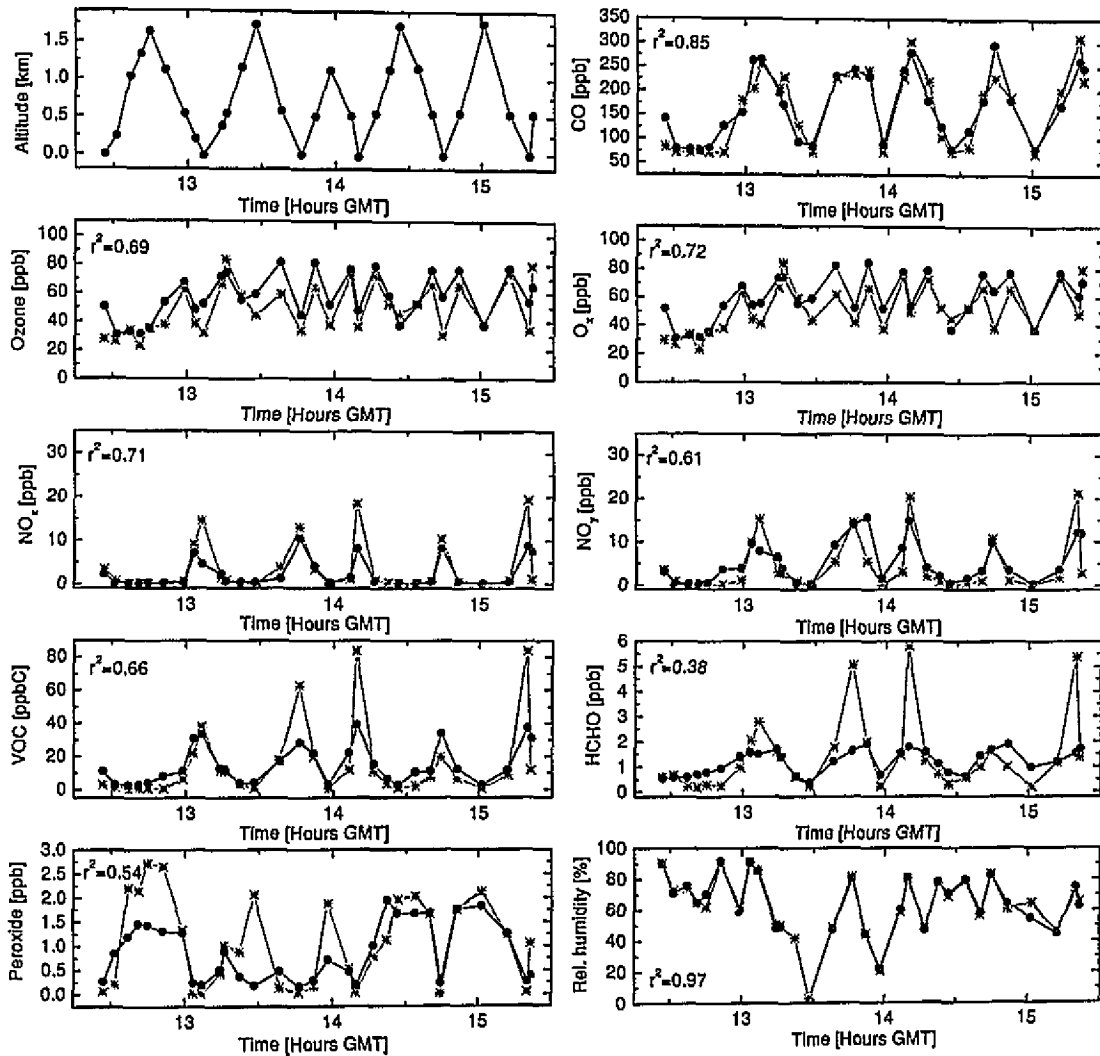 Altitude [km]
1.5
1.0
0.5
0.0
13
14
15
Time [Hours GMT]
CO [ppb]
350
300
250
200
150
100
50
r²=0.85
13
14
15
Time [Hours GMT]
Ozone [ppb]
100
80
60
40
20
0
r²=0.69
13
14
15
Time [Hours GMT]
Oₓ [ppb]
100
80
60
40
20
0
r²=0.72
13
14
15
Time [Hours GMT]
NOₓ [ppb]
30
20
10
0
r²=0.71
13
14
15
Time [Hours GMT]
NOy [ppb]
30
20
10
0
r²=0.61
13
14
15
Time [Hours GMT]
VOC [ppbC]
80
60
40
20
0
r²=0.66
13
14
15
Time [Hours GMT]
HCHO [ppb]
6
5
4
3
2
1
0
r²=0.38
13
14
15
Time [Hours GMT]
Peroxide [ppb]
3.0
2.5
2.0
1.5
1.0
0.5
0.0
r²=0.54
13
14
15
Time [Hours GMT]
Rel. humidity [%]
100
80
60
40
20
0
r²=0.97
13
14
15
Time [Hours GMT]